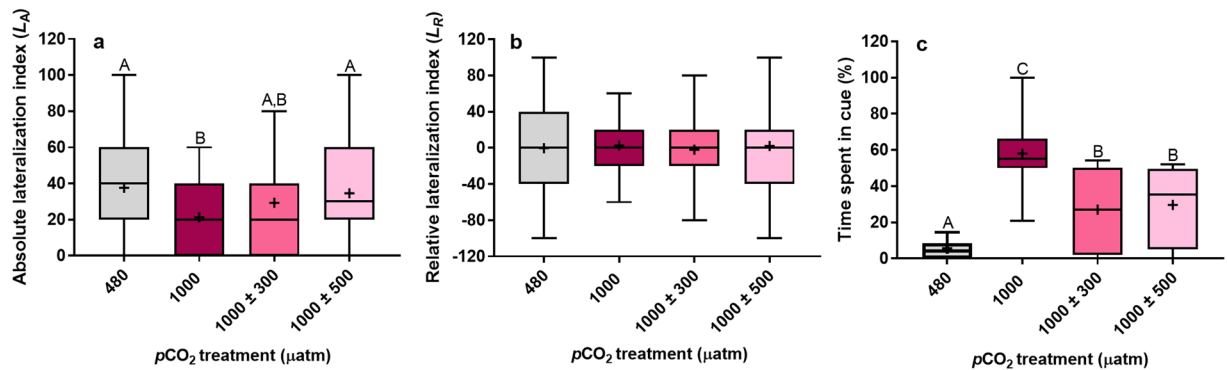 a
Absolute lateralization index (LA)
120
100
80
60
40
20
0
A
B
A,B
A
480
1000
1000 ± 300
1000 ± 500
pCO2 treatment (µatm)
b
Relative lateralization index (LR)
120
80
40
0
-40
-80
-120
480
1000
1000 ± 300
1000 ± 500
pCO2 treatment (µatm)
c
Time spent in cue (%)
120
100
80
60
40
20
0
A
C
B
B
480
1000
1000 ± 300
1000 ± 500
pCO2 treatment (µatm)